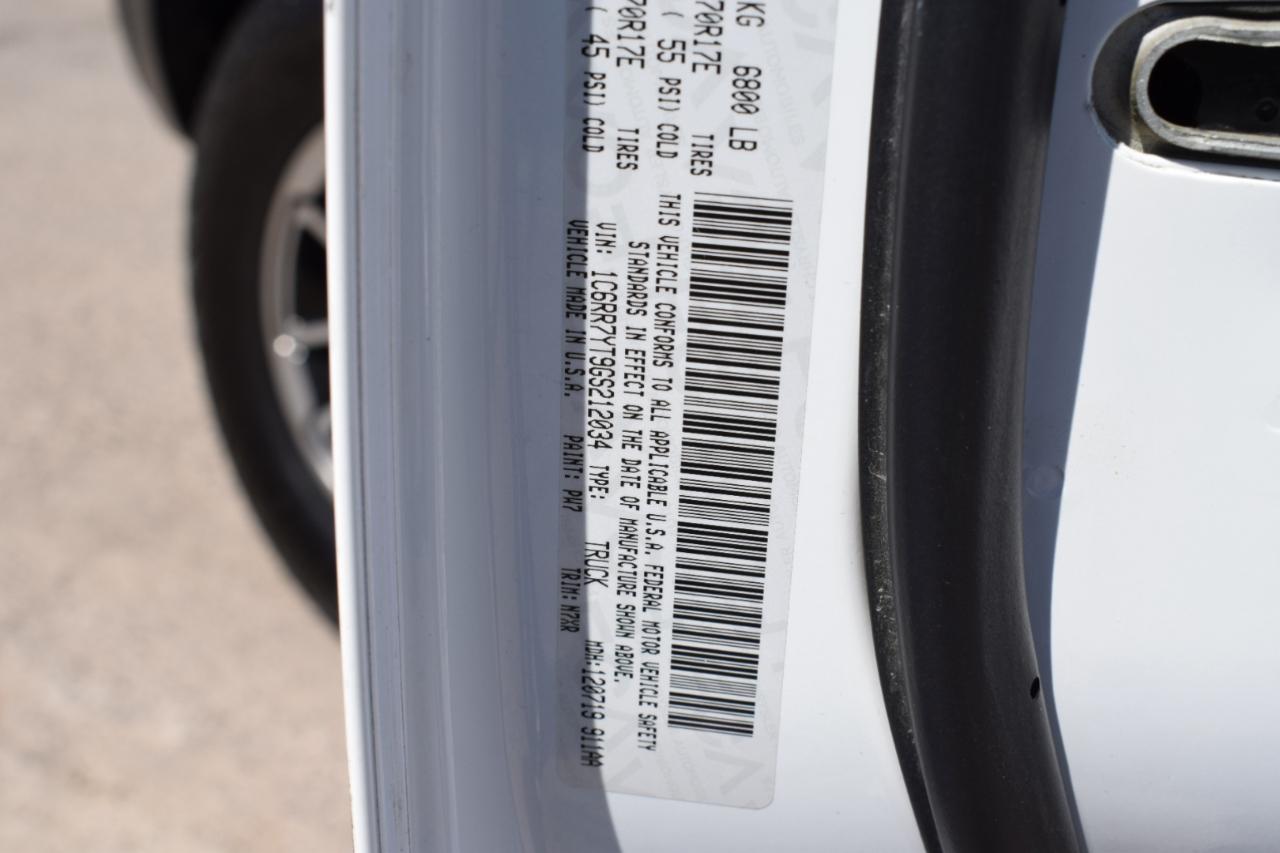 KG 6800 LB
70R17E TIRES
( 55 PSI) COLD
70R17E TIRES
( 45 PSI) COLD
THIS VEHICLE CONFORMS TO ALL APPLICABLE U.S.A. FEDERAL MOTOR VEHICLE SAFETY
STANDARDS IN EFFECT ON THE DATE OF MANUFACTURE SHOWN ABOVE.
VIN: 1C6RR7YT9GS212034 TYPE: TRUCK MDH:120719 911AA
VEHICLE MADE IN U.S.A. PAINT: PW7 TRIM: M7XR